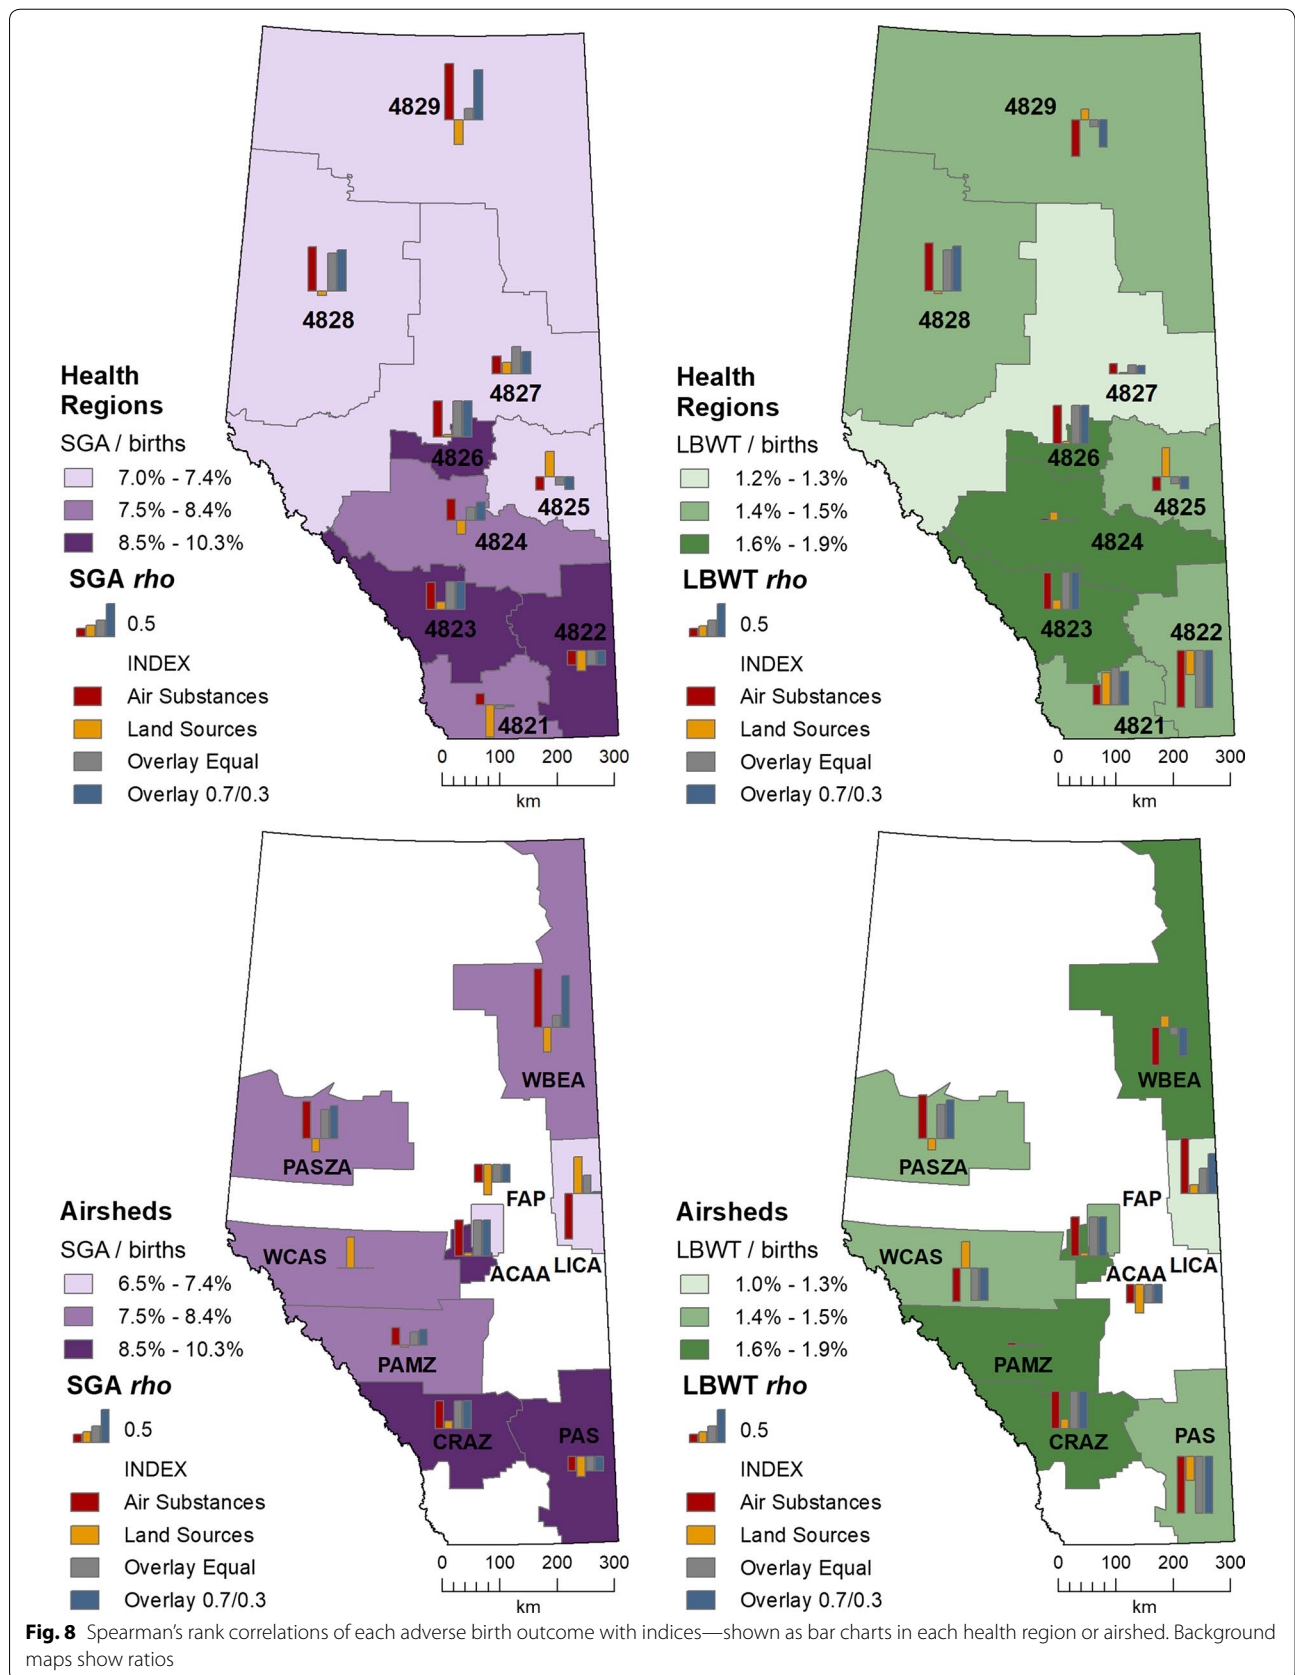 4829
4828
4827
4826
4825
4824
4823
4822
4821
Health
Regions
SGA / births
7.0% - 7.4%
7.5% - 8.4%
8.5% - 10.3%
SGA rho
0.5
INDEX
Air Substances
Land Sources
Overlay Equal
Overlay 0.7/0.3
0 100 200 300
km
4829
4828
4827
4826
4825
4824
4823
4822
4821
Health
Regions
LBWT / births
1.2% - 1.3%
1.4% - 1.5%
1.6% - 1.9%
LBWT rho
0.5
INDEX
Air Substances
Land Sources
Overlay Equal
Overlay 0.7/0.3
0 100 200 300
km
WBEA
PASZA
FAP
WCAS
ACAA
LICA
PAMZ
CRAZ
PAS
Airsheds
SGA / births
6.5% - 7.4%
7.5% - 8.4%
8.5% - 10.3%
SGA rho
0.5
INDEX
Air Substances
Land Sources
Overlay Equal
Overlay 0.7/0.3
0 100 200 300
km
WBEA
PASZA
FAP
WCAS
ACAA
LICA
PAMZ
CRAZ
PAS
Airsheds
LBWT / births
1.0% - 1.3%
1.4% - 1.5%
1.6% - 1.9%
LBWT rho
0.5
INDEX
Air Substances
Land Sources
Overlay Equal
Overlay 0.7/0.3
0 100 200 300
km
Fig. 8 Spearman's rank correlations of each adverse birth outcome with indices—shown as bar charts in each health region or airshed. Background
maps show ratios